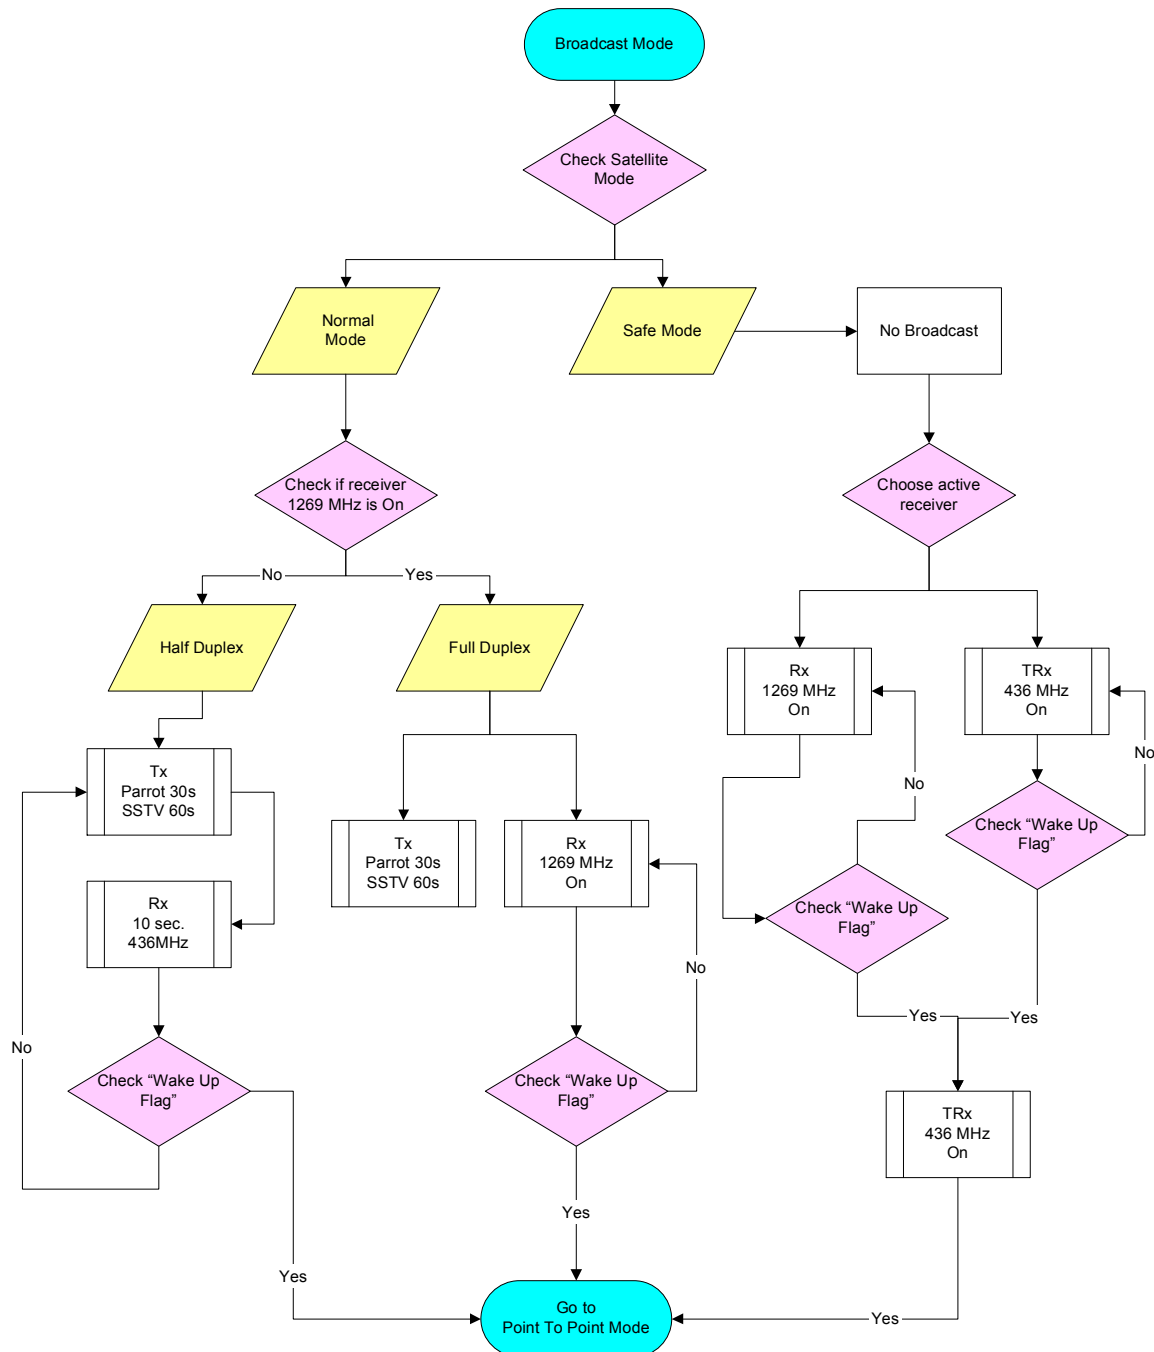 Broadcast Mode
Check Satellite
Mode
Normal
Mode
Safe Mode
No Broadcast
Check if receiver
1269 MHz is On
Choose active
receiver
No
Yes
Half Duplex
Full Duplex
Rx
1269 MHz
On
TRx
436 MHz
On
Tx
Parrot 30s
SSTV 60s
Tx
Parrot 30s
SSTV 60s
Rx
1269 MHz
On
No
No
Check “Wake Up
Flag”
Check “Wake Up
Flag”
Rx
10 sec.
436MHz
No
Yes
Yes
No
Check “Wake Up
Flag”
Check “Wake Up
Flag”
TRx
436 MHz
On
Yes
Yes
Go to
Point To Point Mode
Yes